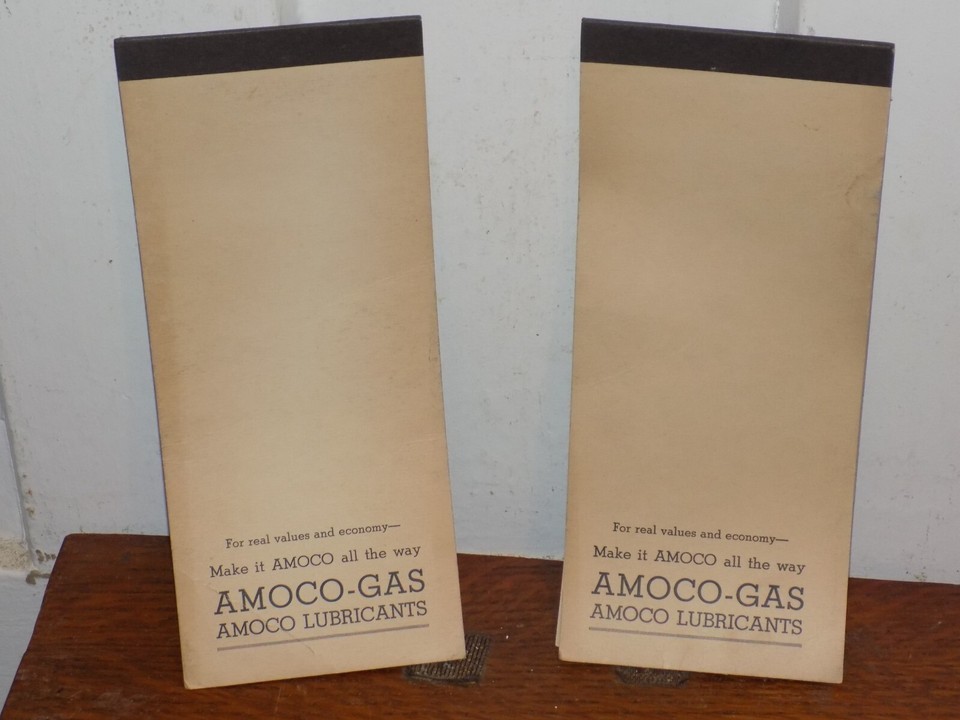 For real values and economy—
Make it AMOCO all the way
AMOCO-GAS
AMOCO LUBRICANTS
For real values and economy—
Make it AMOCO all the way
AMOCO-GAS
AMOCO LUBRICANTS